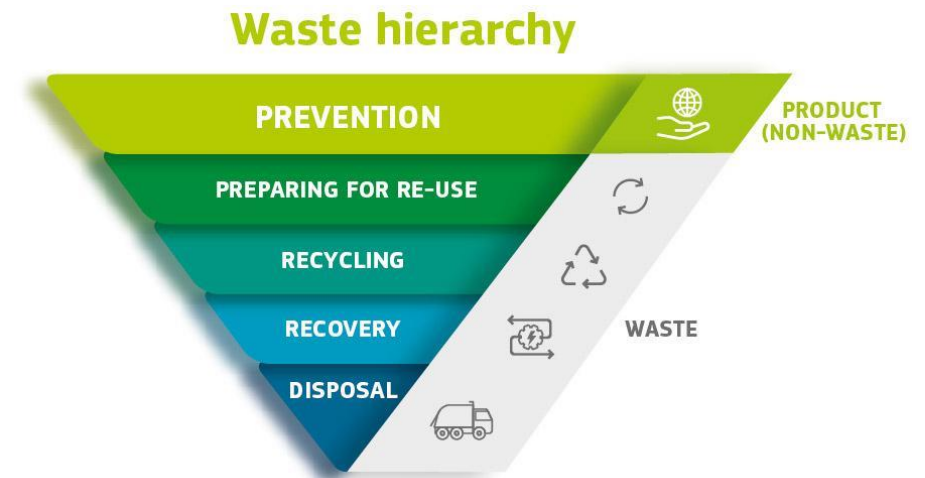 Waste hierarchy
PREVENTION
PRODUCT
(NON-WASTE)
PREPARING FOR RE-USE
RECYCLING
RECOVERY
WASTE
DISPOSAL